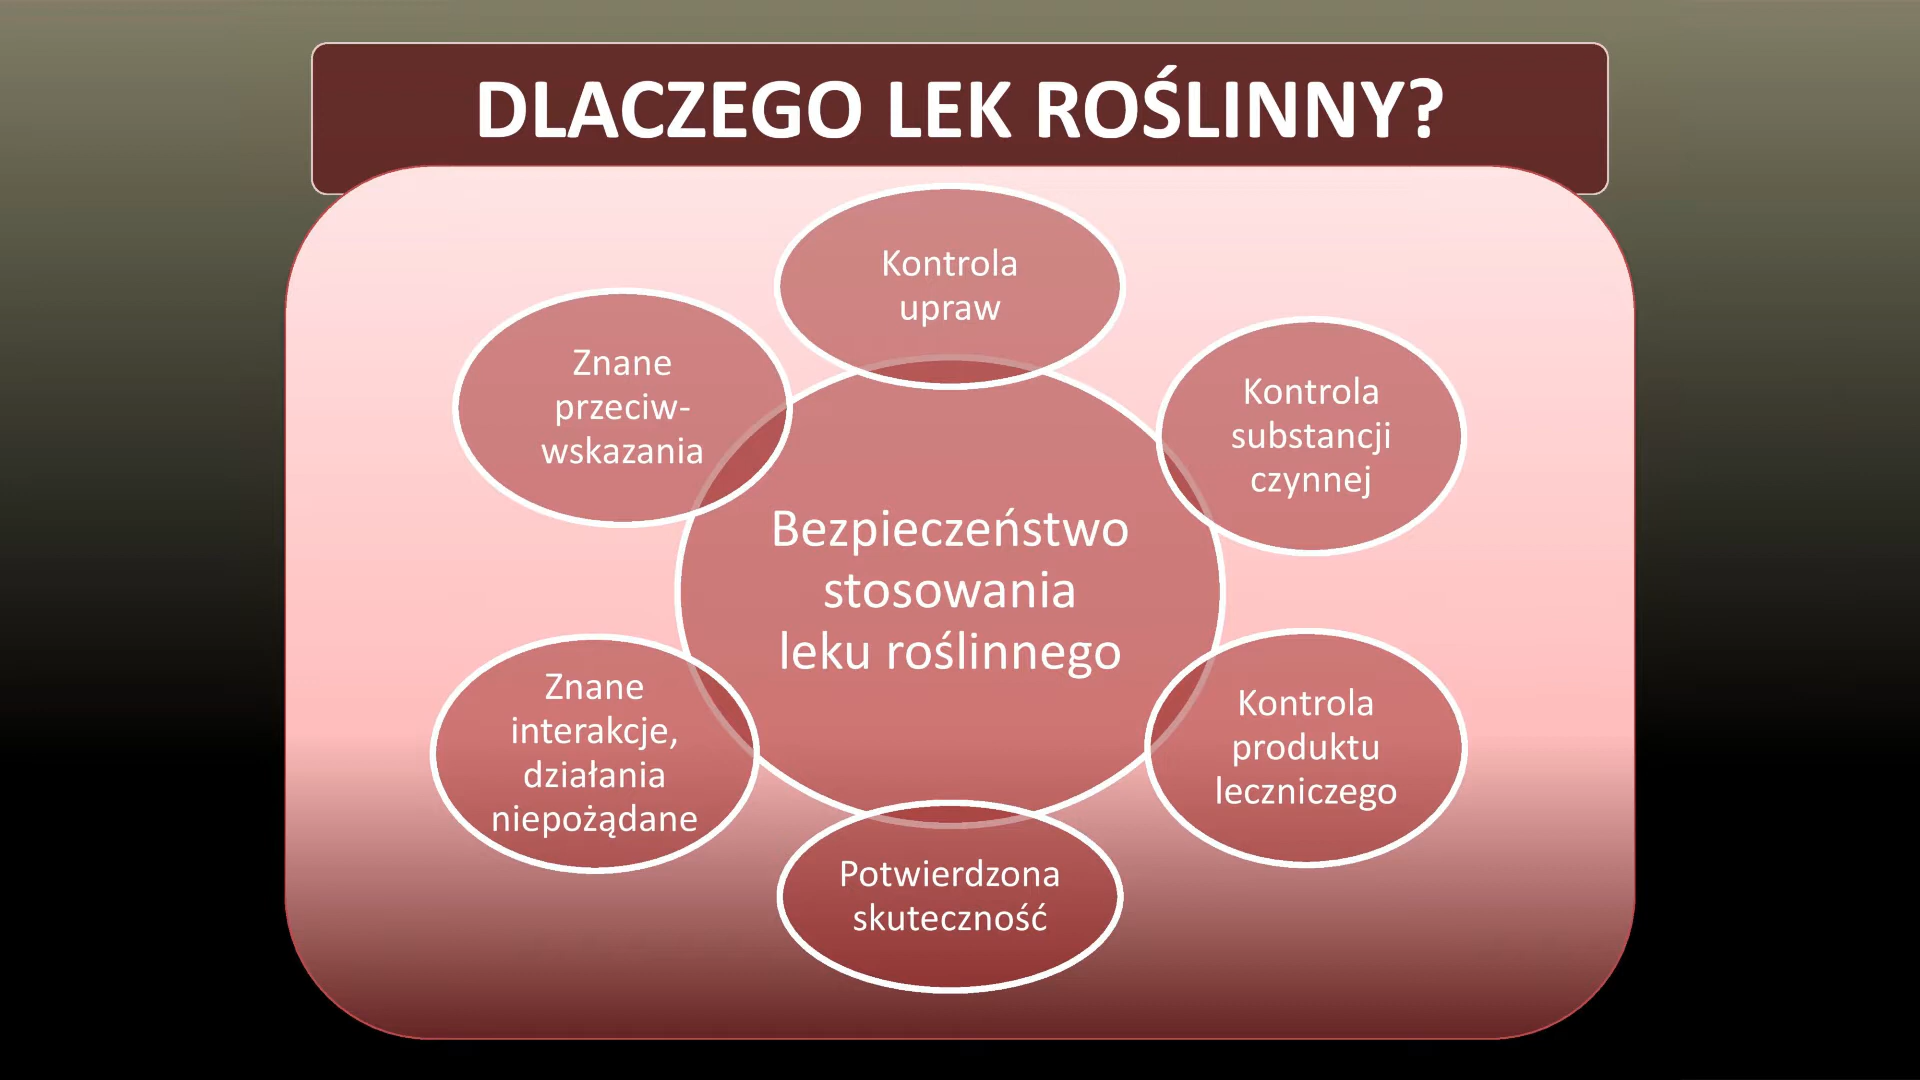 DLACZEGO LEK ROŚLINNY?
Kontrola
upraw
Kontrola
substancji
czynnej
Kontrola
produktu
leczniczego
Potwierdzona
skuteczność
Znane
interakcje,
działania
niepożądane
Znane
przeciw-
wskazania
Bezpieczeństwo
stosowania
leku roślinnego